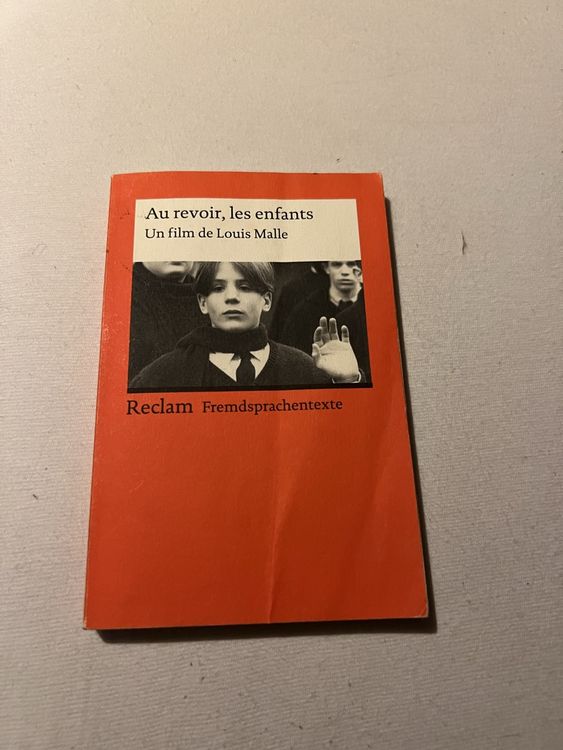 Au revoir, les enfants
Un film de Louis Malle
Reclam Fremdsprachentexte